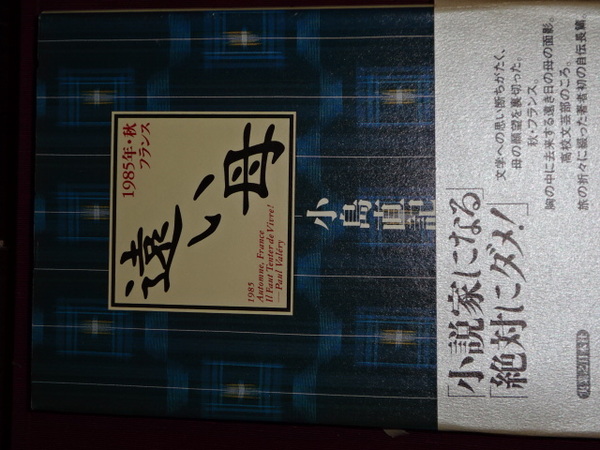 1985年・秋
フランス
遠い母
1985
Automne, France
Il Faut Tenter de Vivre!
Paul Valéry
小島直記
「小説家になる」
「絶対にダメ!」
文学への思い断ちがたく、
母の願望を裏切った、
秋・フランス。
胸の中に去来する遠き日の母の面影。
高校文芸部のころ。
旅の折々に綴った著者初の自伝長篇。